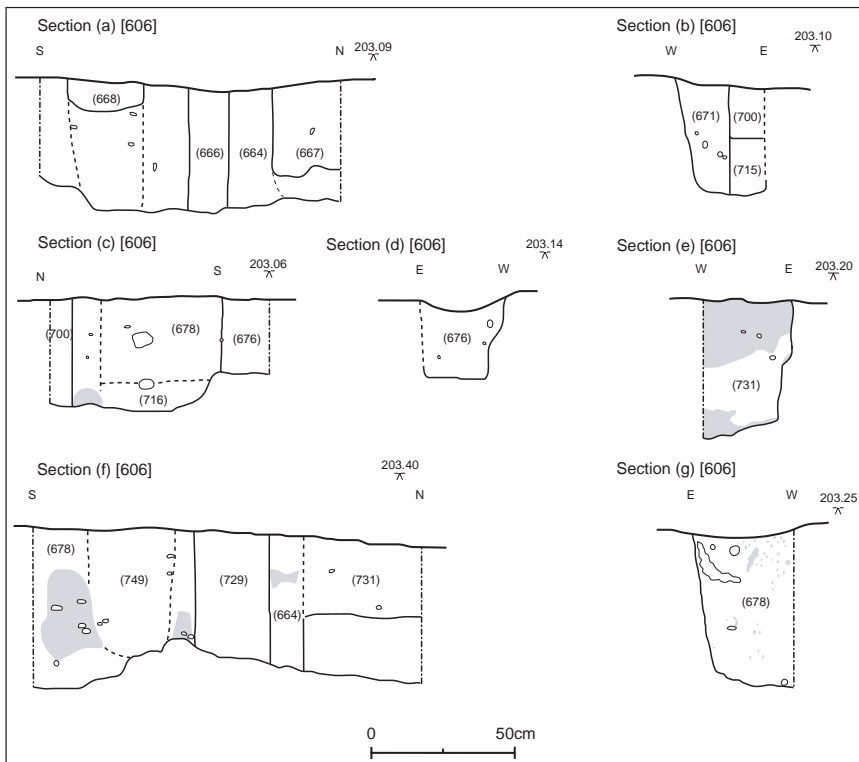 Section (a) [606]
S N 203.09
(668)
(666) (664) (667)
Section (b) [606]
W E 203.10
(671) (700)
(715)
Section (c) [606]
N S 203.06
(700) (678) (676)
(716)
Section (d) [606]
E W 203.14
(676)
Section (e) [606]
W E 203.20
(731)
Section (f) [606]
S N 203.40
(678)
(749) (729) (731)
(664)
Section (g) [606]
E W 203.25
(678)
0 50cm